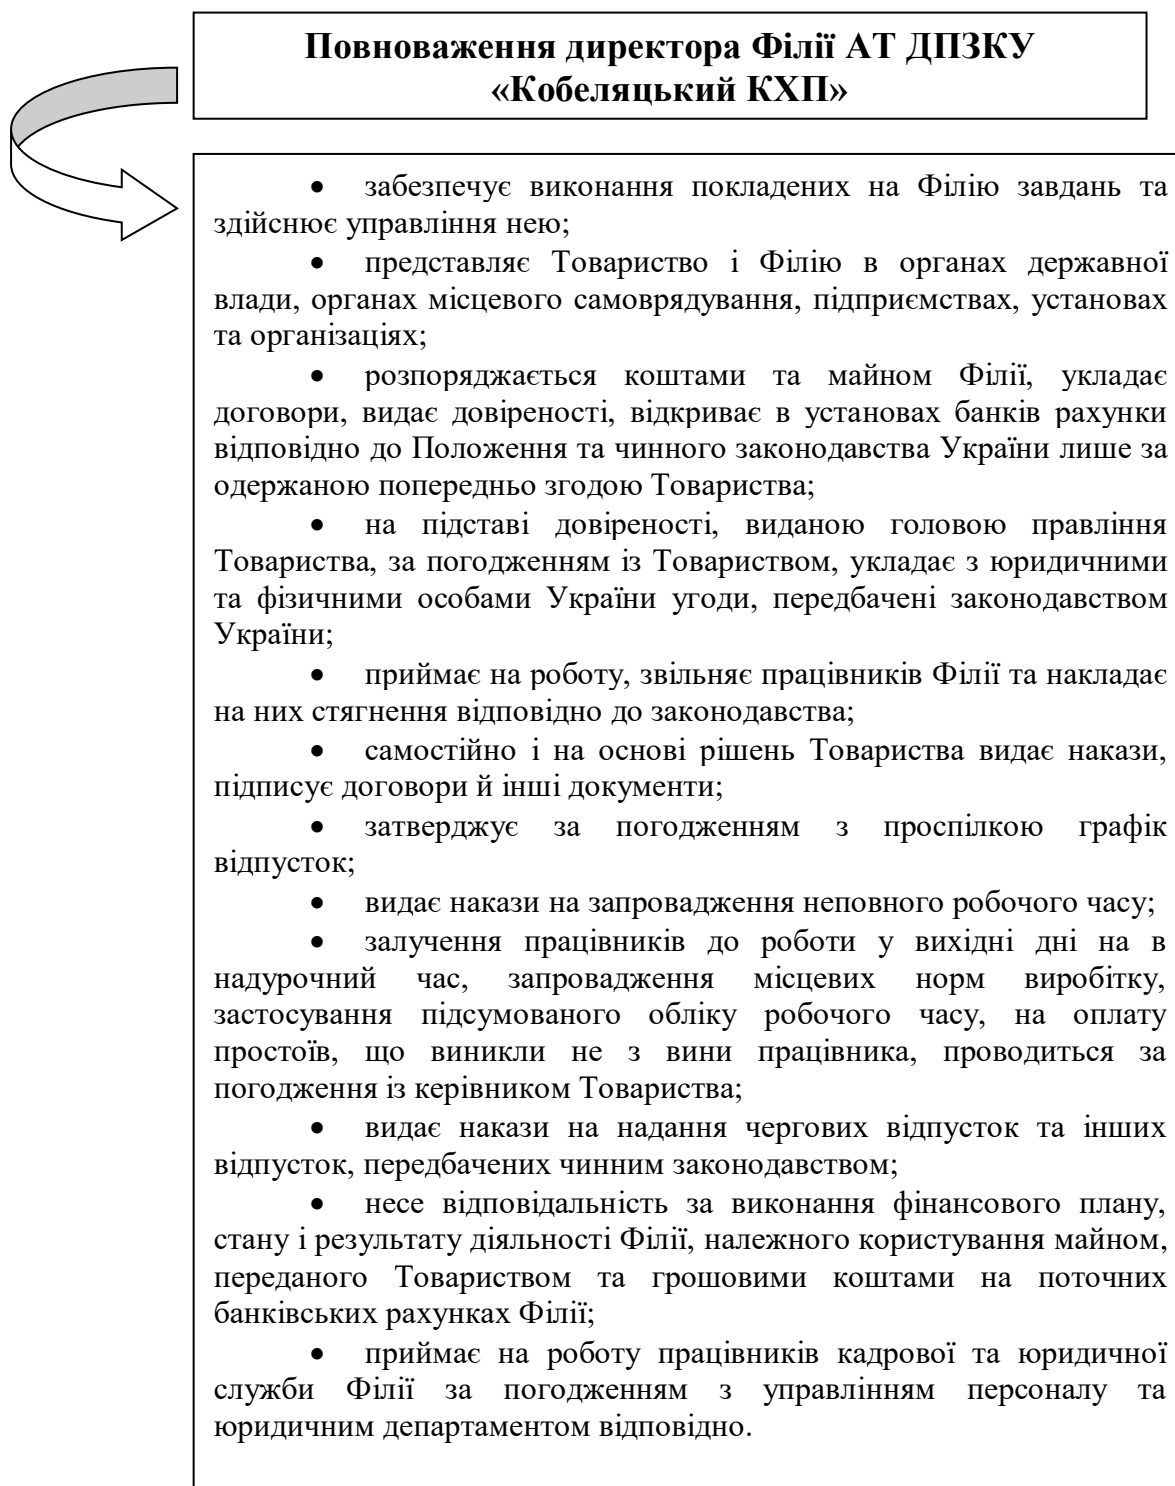 Повноваження директора Філії АТ ДПЗКУ
«Кобеляцький КХП»
• забезпечує виконання покладених на Філію завдань та
здійснює управління нею;
• представляє Товариство і Філію в органах державної
влади, органах місцевого самоврядування, підприємствах, установах
та організаціях;
• розпоряджається коштами та майном Філії, укладає
договори, видає довіреності, відкриває в установах банків рахунки
відповідно до Положення та чинного законодавства України лише за
одержаною попередньо згодою Товариства;
• на підставі довіреності, виданою головою правління
Товариства, за погодженням із Товариством, укладає з юридичними
та фізичними особами України угоди, передбачені законодавством
України;
• приймає на роботу, звільняє працівників Філії та накладає
на них стягнення відповідно до законодавства;
• самостійно і на основі рішень Товариства видає накази,
підписує договори й інші документи;
• затверджує за погодженням з проспілкою графік
відпусток;
• видає накази на запровадження неповного робочого часу;
• залучення працівників до роботи у вихідні дні на в
надурочний час, запровадження місцевих норм виробітку,
застосування підсумованого обліку робочого часу, на оплату
простоїв, що виникли не з вини працівника, проводиться за
погодження із керівником Товариства;
• видає накази на надання чергових відпусток та інших
відпусток, передбачених чинним законодавством;
• несе відповідальність за виконання фінансового плану,
стану і результату діяльності Філії, належного користування майном,
переданого Товариством та грошовими коштами на поточних
банківських рахунках Філії;
• приймає на роботу працівників кадрової та юридичної
служби Філії за погодженням з управлінням персоналу та
юридичним департаментом відповідно.